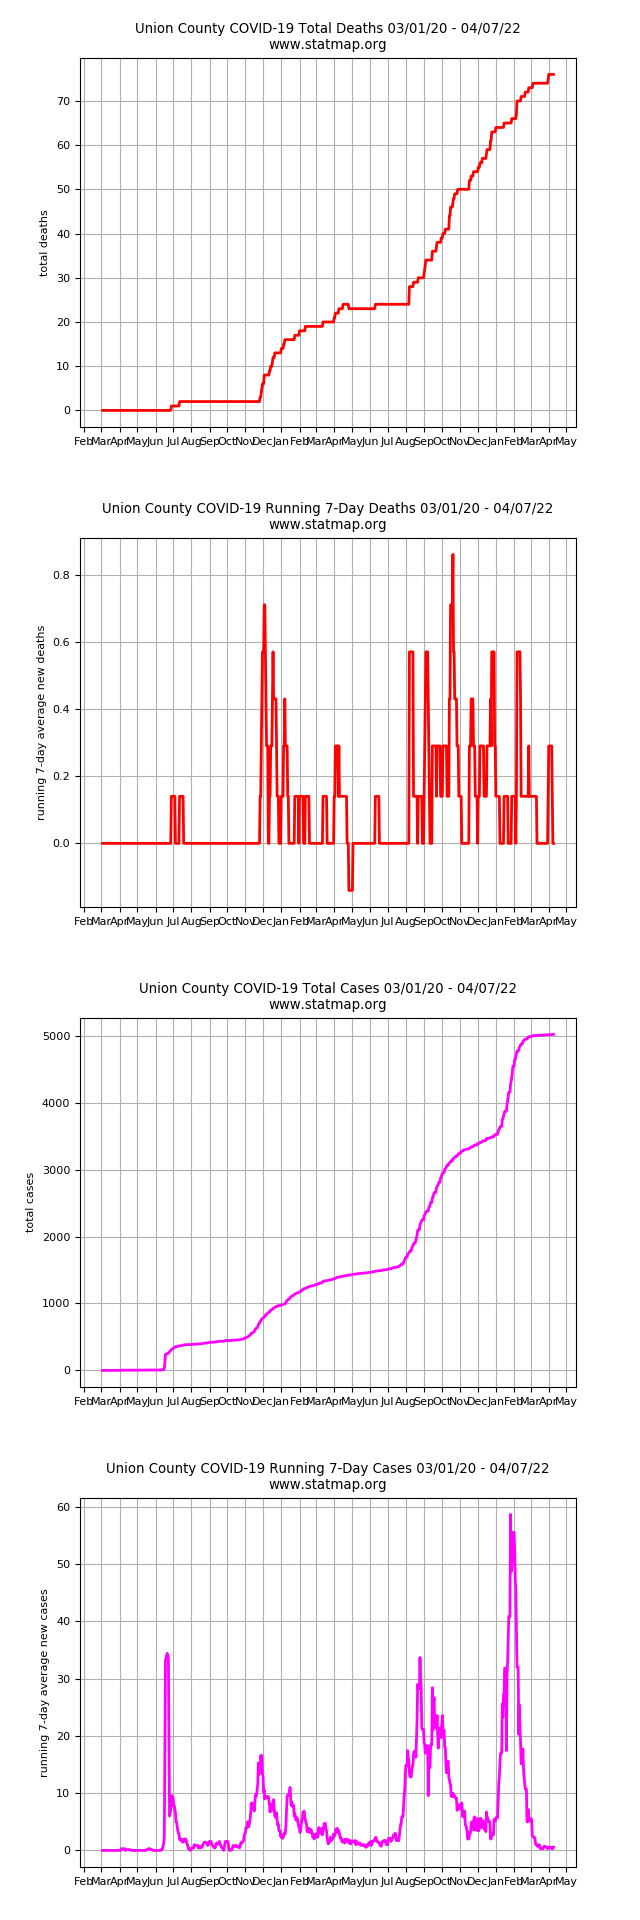 Union County COVID-19 Total Deaths 03/01/20 - 04/07/22
www.statmap.org
70
60
50
40
30
20
10
0
total deaths
Feb Mar Apr May Jun Jul Aug Sep Oct Nov Dec Jan Feb Mar Apr May Jun Jul Aug Sep Oct Nov Dec Jan Feb Mar Apr May
Union County COVID-19 Running 7-Day Deaths 03/01/20 - 04/07/22
www.statmap.org
0.8
0.6
0.4
0.2
0.0
running 7-day average new deaths
Feb Mar Apr May Jun Jul Aug Sep Oct Nov Dec Jan Feb Mar Apr May Jun Jul Aug Sep Oct Nov Dec Jan Feb Mar Apr May
Union County COVID-19 Total Cases 03/01/20 - 04/07/22
www.statmap.org
5000
4000
3000
2000
1000
0
total cases
Feb Mar Apr May Jun Jul Aug Sep Oct Nov Dec Jan Feb Mar Apr May Jun Jul Aug Sep Oct Nov Dec Jan Feb Mar Apr May
Union County COVID-19 Running 7-Day Cases 03/01/20 - 04/07/22
www.statmap.org
60
50
40
30
20
10
0
running 7-day average new cases
Feb Mar Apr May Jun Jul Aug Sep Oct Nov Dec Jan Feb Mar Apr May Jun Jul Aug Sep Oct Nov Dec Jan Feb Mar Apr May